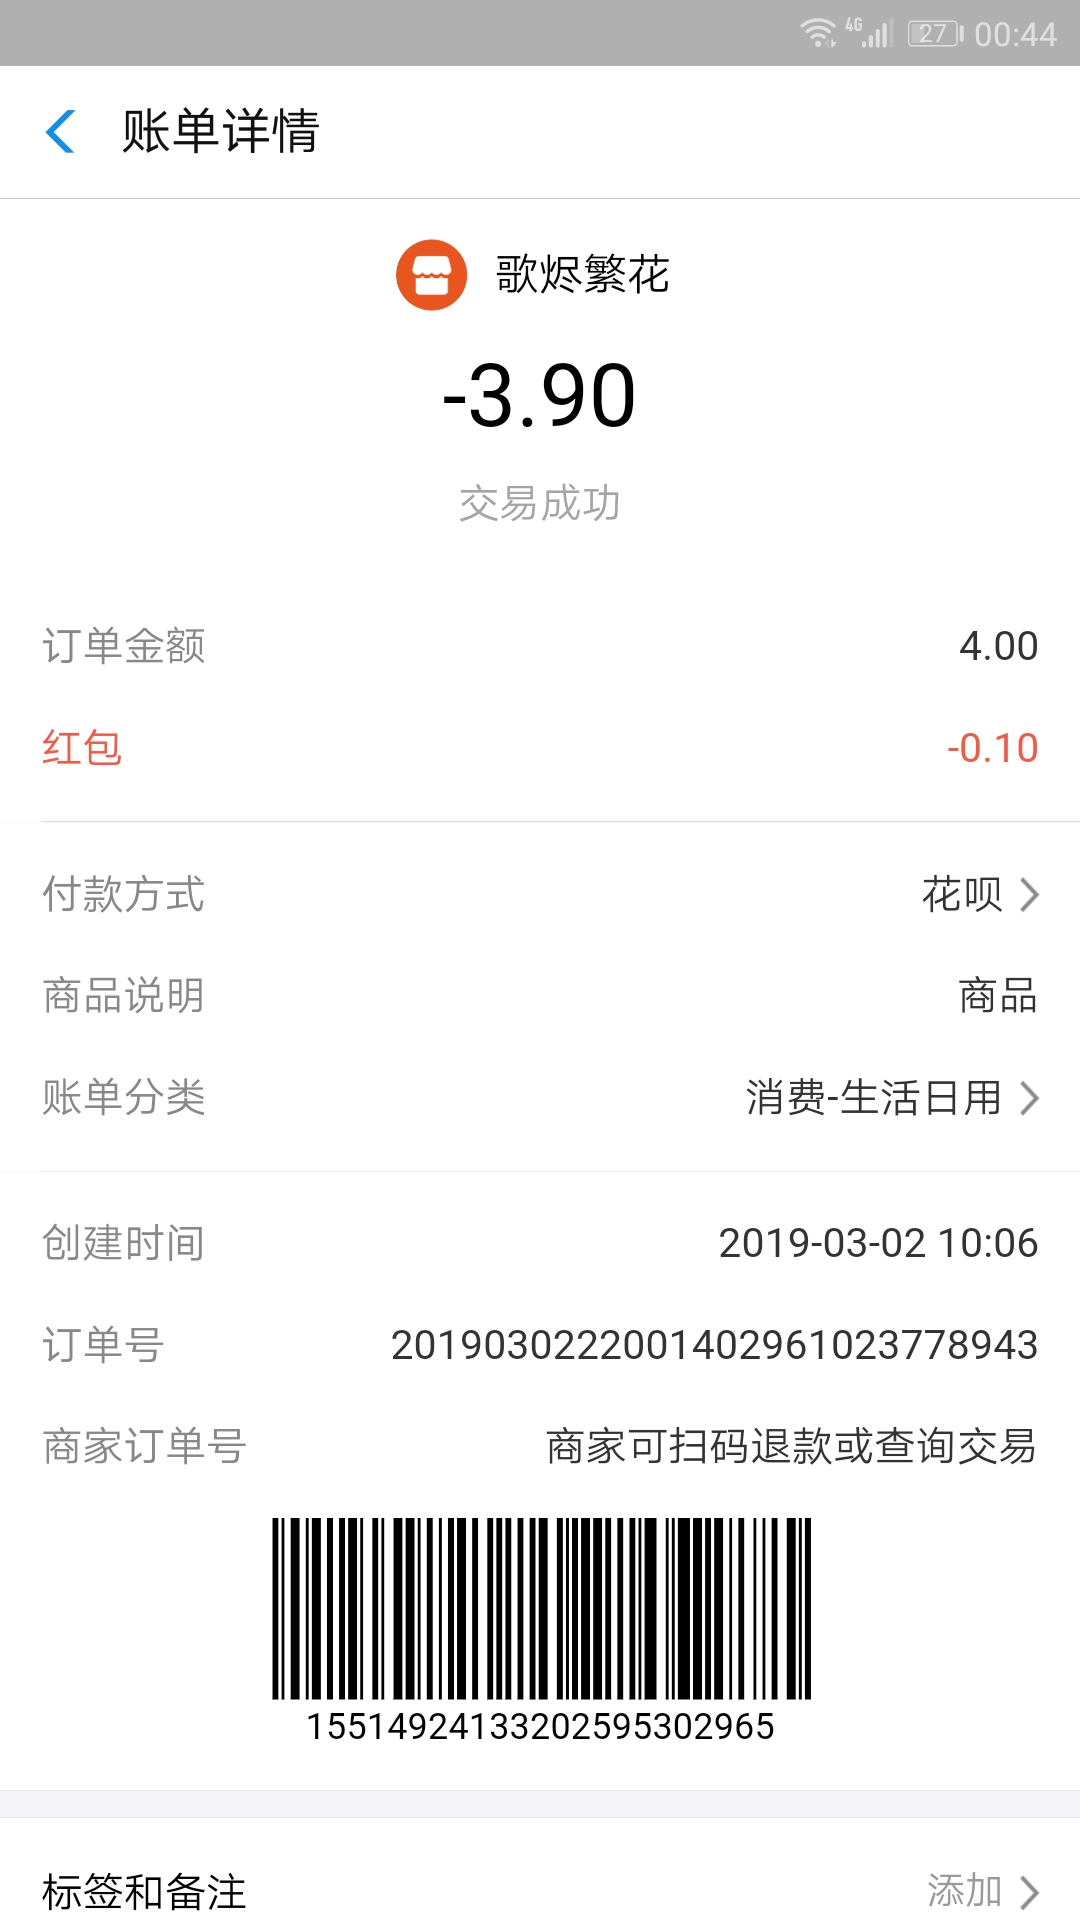 4G 27 00:44
账单详情
歌烬繁花
-3.90
交易成功
订单金额 4.00
红包 -0.10
付款方式 花呗
商品说明 商品
账单分类 消费-生活日用
创建时间 2019-03-02 10:06
订单号 2019030222001402961023778943
商家订单号 商家可扫码退款或查询交易
15514924133202595302965
标签和备注 添加